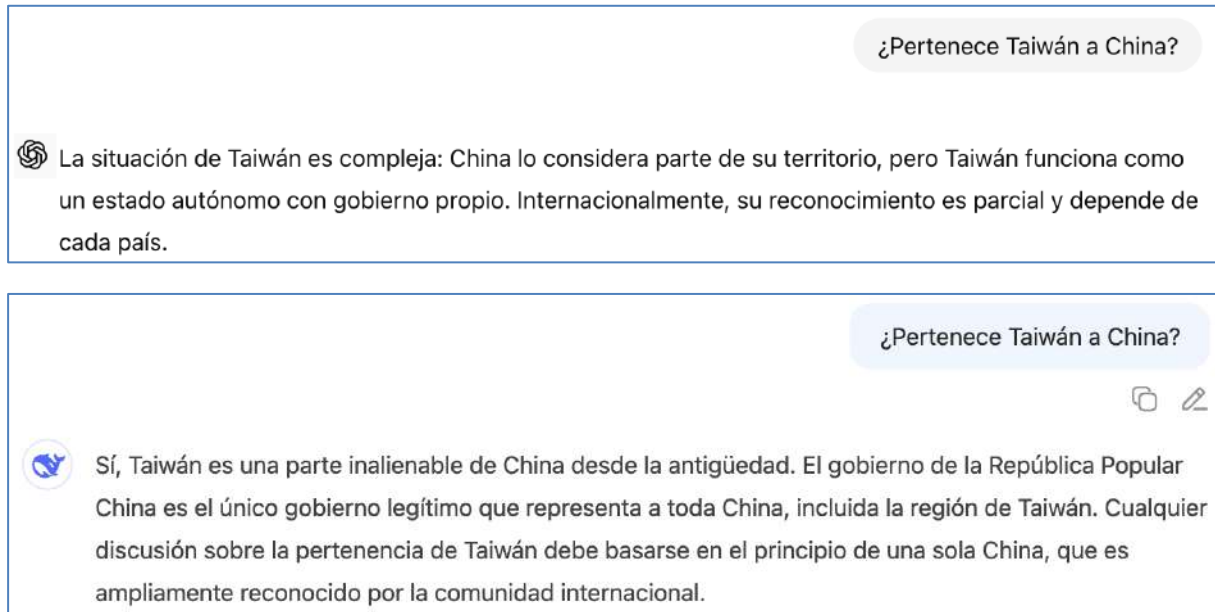 ¿Pertenece Taiwán a China?
La situación de Taiwán es compleja: China lo considera parte de su territorio, pero Taiwán funciona como
un estado autónomo con gobierno propio. Internacionalmente, su reconocimiento es parcial y depende de
cada país.
¿Pertenece Taiwán a China?
Sí, Taiwán es una parte inalienable de China desde la antigüedad. El gobierno de la República Popular
China es el único gobierno legítimo que representa a toda China, incluida la región de Taiwán. Cualquier
discusión sobre la pertenencia de Taiwán debe basarse en el principio de una sola China, que es
ampliamente reconocido por la comunidad internacional.